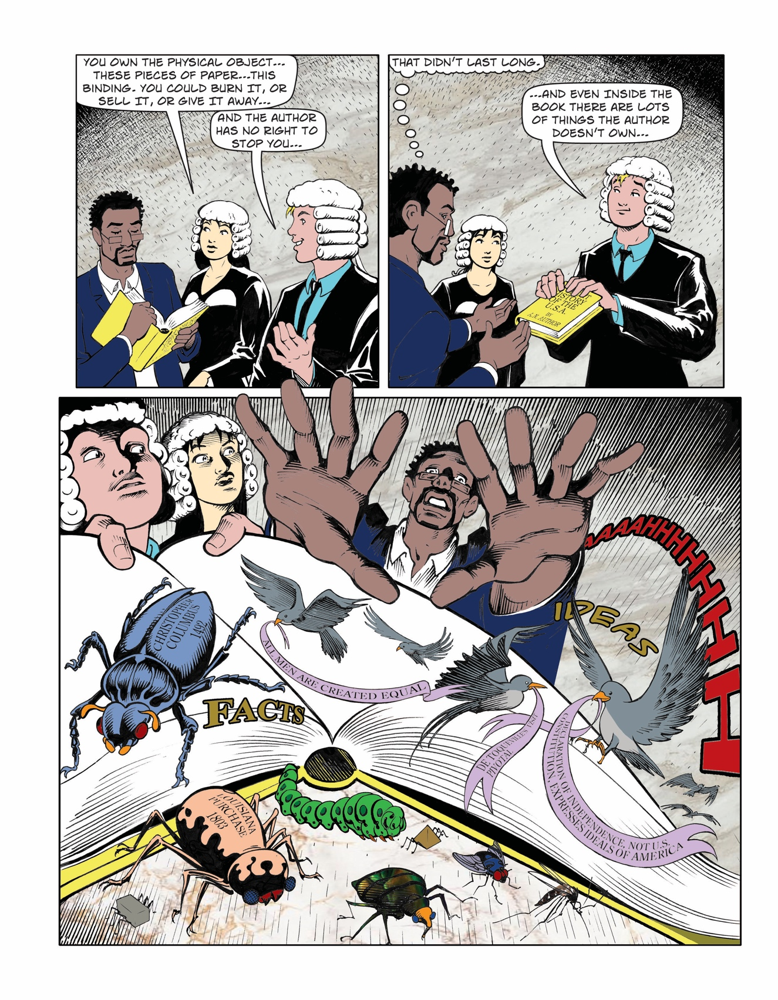 YOU OWN THE PHYSICAL OBJECT...
THESE PIECES OF PAPER...THIS
BINDING. YOU COULD BURN IT, OR
SELL IT, OR GIVE IT AWAY...
AND THE AUTHOR
HAS NO RIGHT TO
STOP YOU...
THAT DIDN'T LAST LONG.
...AND EVEN INSIDE THE
BOOK THERE ARE LOTS
OF THINGS THE AUTHOR
DOESN'T OWN...
OF THE
U.S.A.
BY
A.N. AUTHOR
AAAAHHHHHHHHHH
IDEAS
CHRISTOPHER
COLUMBUS
1492
ALL MEN ARE CREATED EQUAL
FACTS
DE TOQUEVILLE'S VISIT
PIVOTAL
DECLARATION OF INDEPENDENCE, NOT U.S.
CONSTITUTION, EXPRESSES IDEALS OF AMERICA
LOUISIANA
PURCHASE
1803